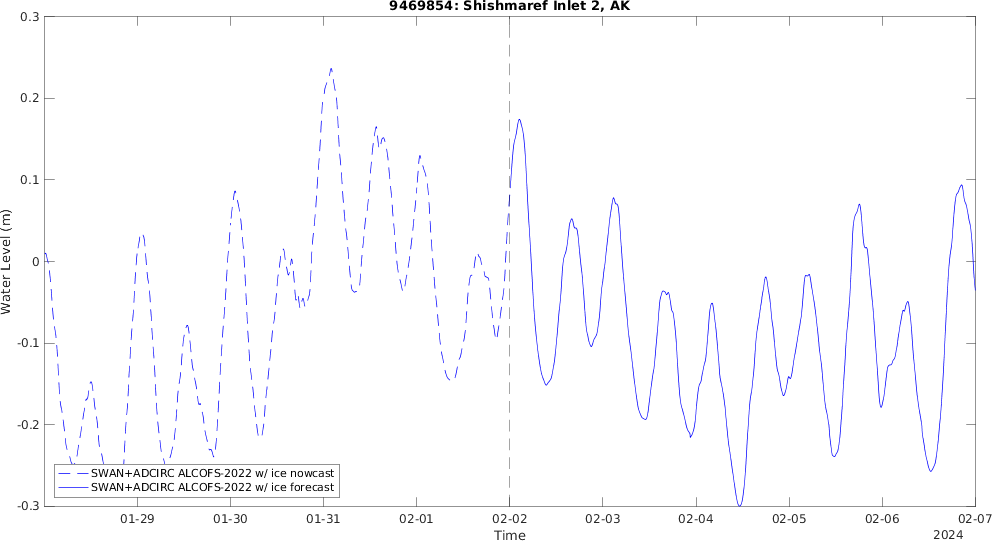 9469854: Shishmaref Inlet 2, AK
0.3
0.2
0.1
0
-0.1
-0.2
-0.3
Water Level (m)
SWAN+ADCIRC ALCOFS-2022 w/ ice nowcast
SWAN+ADCIRC ALCOFS-2022 w/ ice forecast
01-29 01-30 01-31 02-01 02-02 02-03 02-04 02-05 02-06 02-07
Time
2024